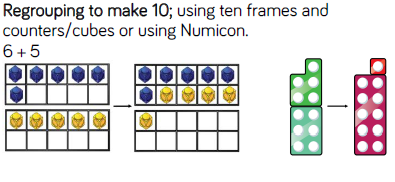 Regrouping to make 10; using ten frames and
counters/cubes or using Numicon.
6 + 5